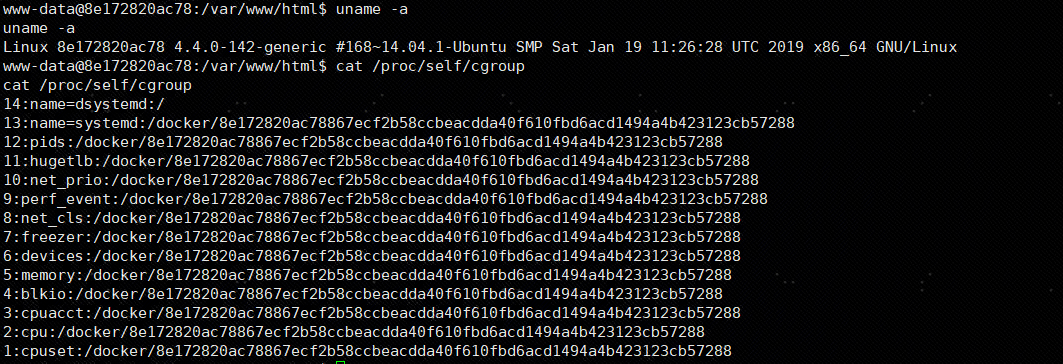 www-data@8e172820ac78:/var/www/html$ uname -a
uname -a
Linux 8e172820ac78 4.4.0-142-generic #168~14.04.1-Ubuntu SMP Sat Jan 19 11:26:28 UTC 2019 x86_64 GNU/Linux
www-data@8e172820ac78:/var/www/html$ cat /proc/self/cgroup
cat /proc/self/cgroup
14:name=dsystemd:/
13:name=systemd:/docker/8e172820ac78867ecf2b58ccbeacdda40f610fbd6acd1494a4b423123cb57288
12:pids:/docker/8e172820ac78867ecf2b58ccbeacdda40f610fbd6acd1494a4b423123cb57288
11:hugetlb:/docker/8e172820ac78867ecf2b58ccbeacdda40f610fbd6acd1494a4b423123cb57288
10:net_prio:/docker/8e172820ac78867ecf2b58ccbeacdda40f610fbd6acd1494a4b423123cb57288
9:perf_event:/docker/8e172820ac78867ecf2b58ccbeacdda40f610fbd6acd1494a4b423123cb57288
8:net_cls:/docker/8e172820ac78867ecf2b58ccbeacdda40f610fbd6acd1494a4b423123cb57288
7:freezer:/docker/8e172820ac78867ecf2b58ccbeacdda40f610fbd6acd1494a4b423123cb57288
6:devices:/docker/8e172820ac78867ecf2b58ccbeacdda40f610fbd6acd1494a4b423123cb57288
5:memory:/docker/8e172820ac78867ecf2b58ccbeacdda40f610fbd6acd1494a4b423123cb57288
4:blkio:/docker/8e172820ac78867ecf2b58ccbeacdda40f610fbd6acd1494a4b423123cb57288
3:cpuacct:/docker/8e172820ac78867ecf2b58ccbeacdda40f610fbd6acd1494a4b423123cb57288
2:cpu:/docker/8e172820ac78867ecf2b58ccbeacdda40f610fbd6acd1494a4b423123cb57288
1:cpuset:/docker/8e172820ac78867ecf2b58ccbeacdda40f610fbd6acd1494a4b423123cb57288